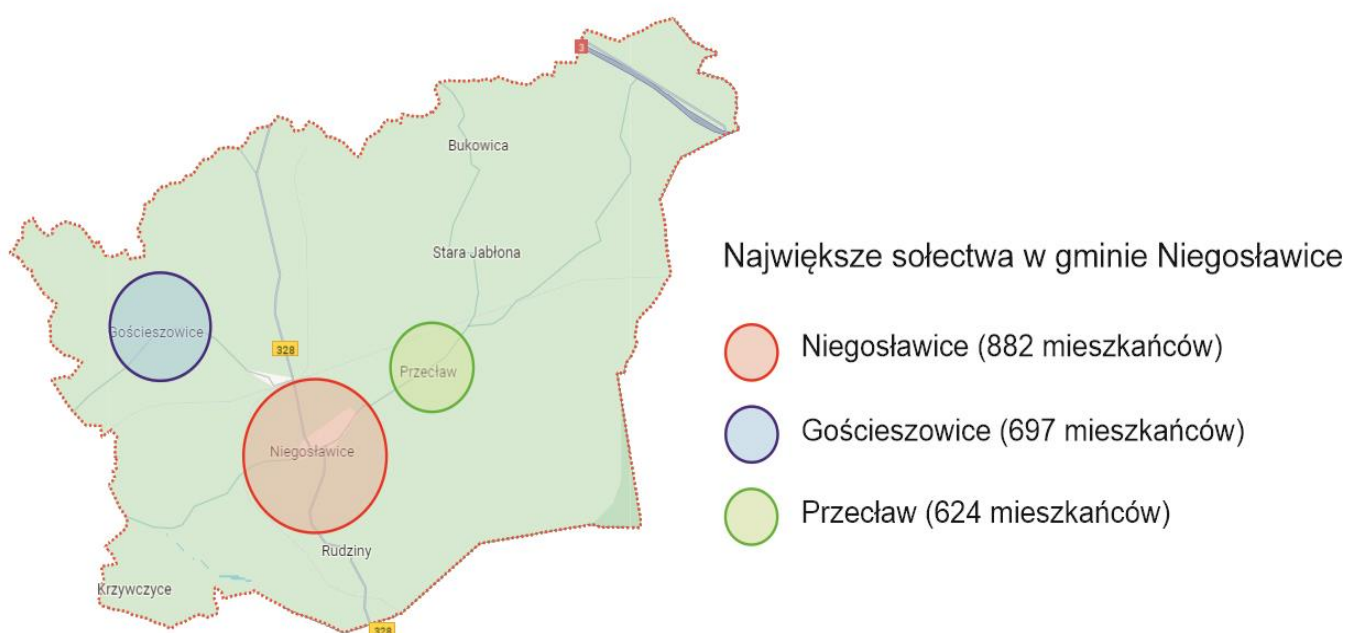 3
Bukowica
Stara Jabłona
Gościeszowice
328
Przecław
Niegosławice
Rudziny
Krzywczyce
328
Największe sołectwa w gminie Niegosławice
Niegosławice (882 mieszkańców)
Gościeszowice (697 mieszkańców)
Przecław (624 mieszkańców)